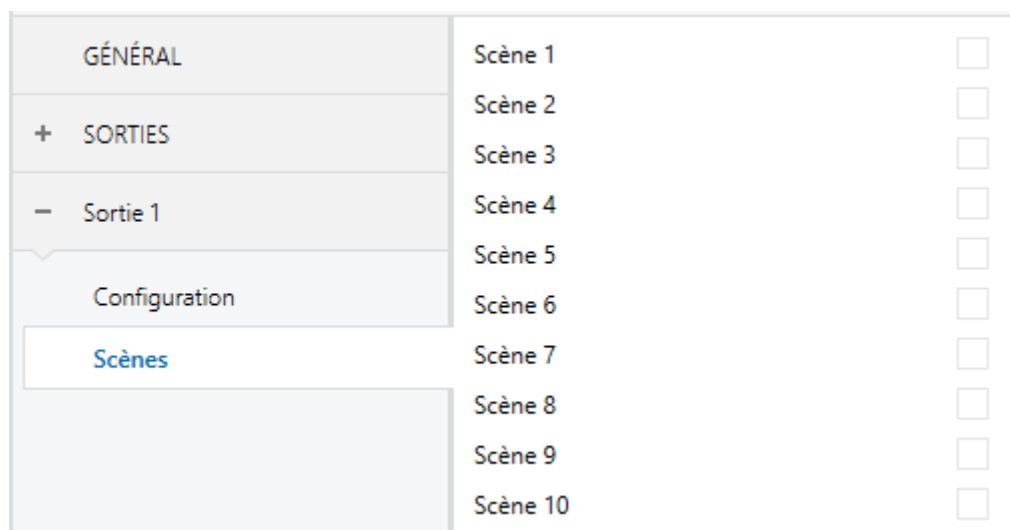 GÉNÉRAL
+ SORTIES
− Sortie 1
Configuration
Scènes
Scène 1
Scène 2
Scène 3
Scène 4
Scène 5
Scène 6
Scène 7
Scène 8
Scène 9
Scène 10